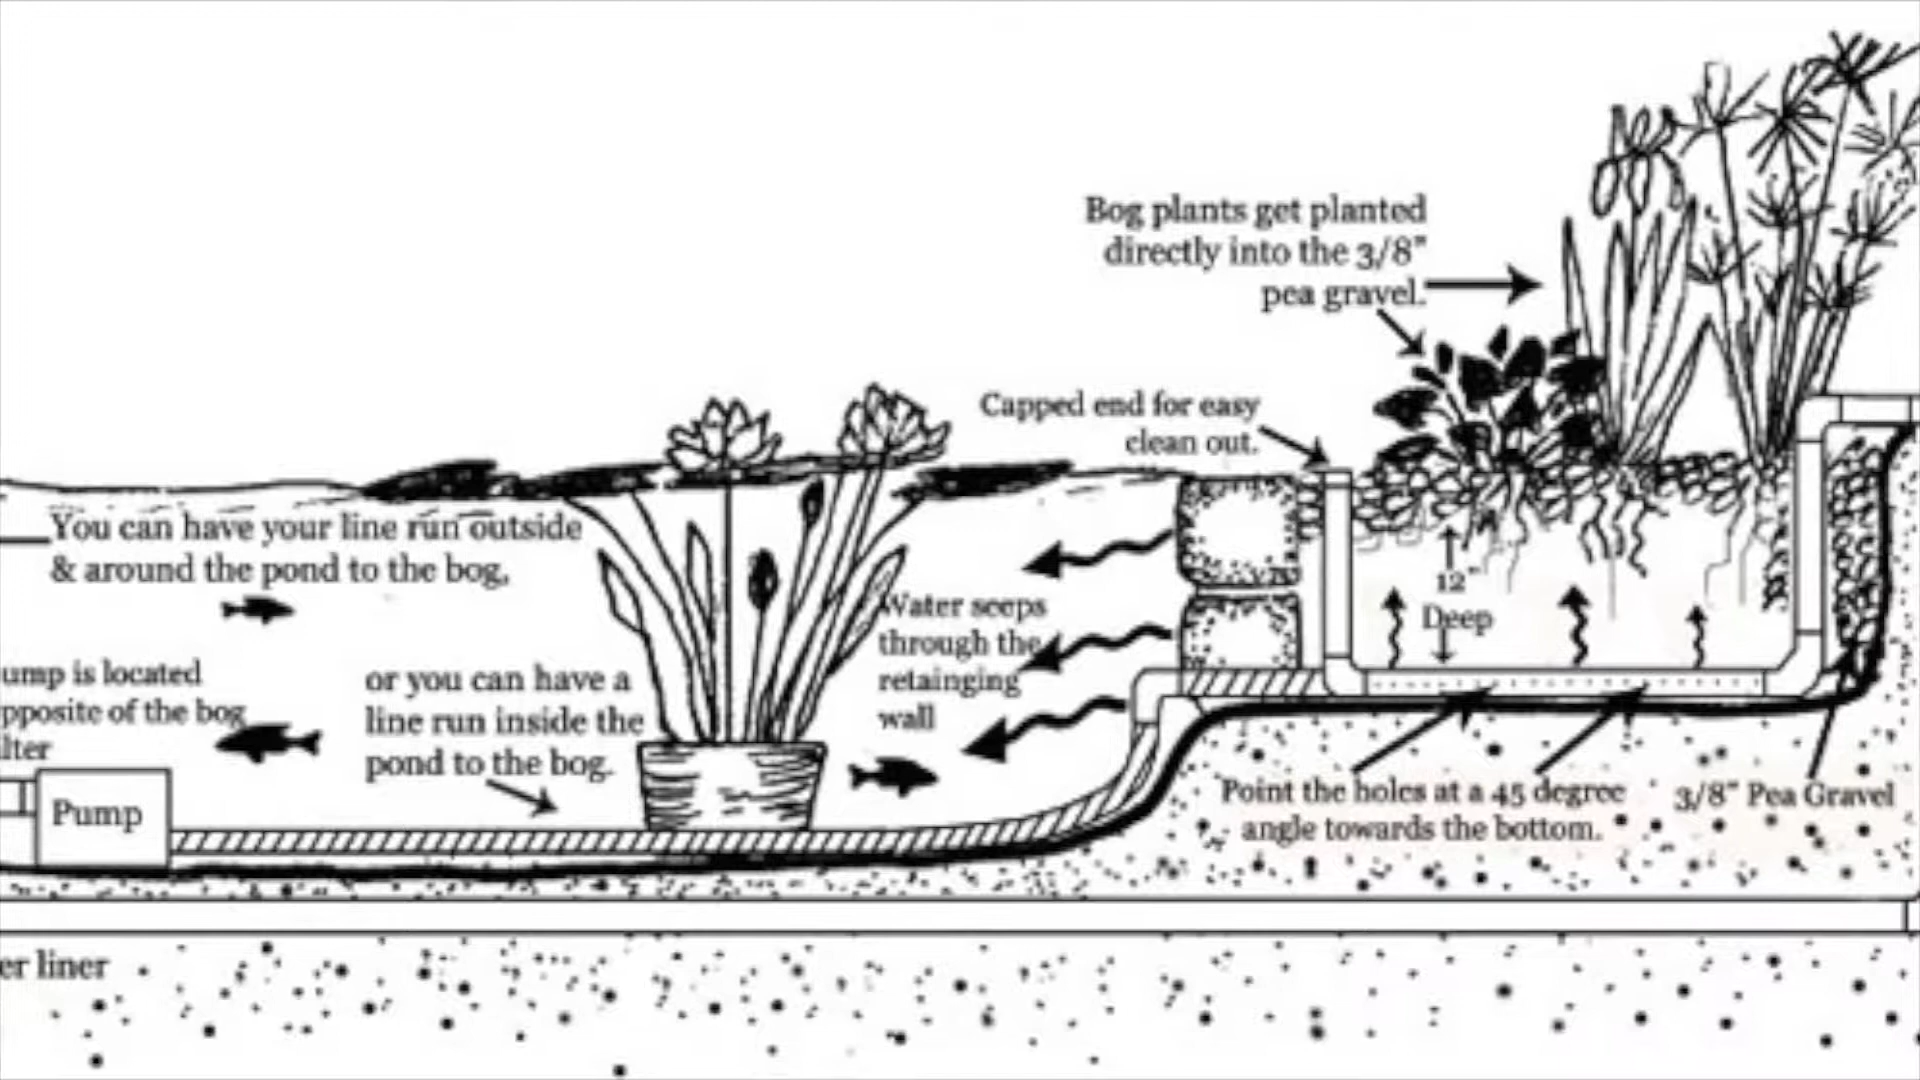 Bog plants get planted
directly into the 3/8"
pea gravel.
Capped end for easy
clean out.
You can have your line run outside
& around the pond to the bog,
12"
Deep
Water seeps
through the
retainging
wall
ump is located
pposite of the bog
ilter
or you can have a
line run inside the
pond to the bog.
Pump
Point the holes at a 45 degree
angle towards the bottom.
3/8" Pea Gravel
er liner